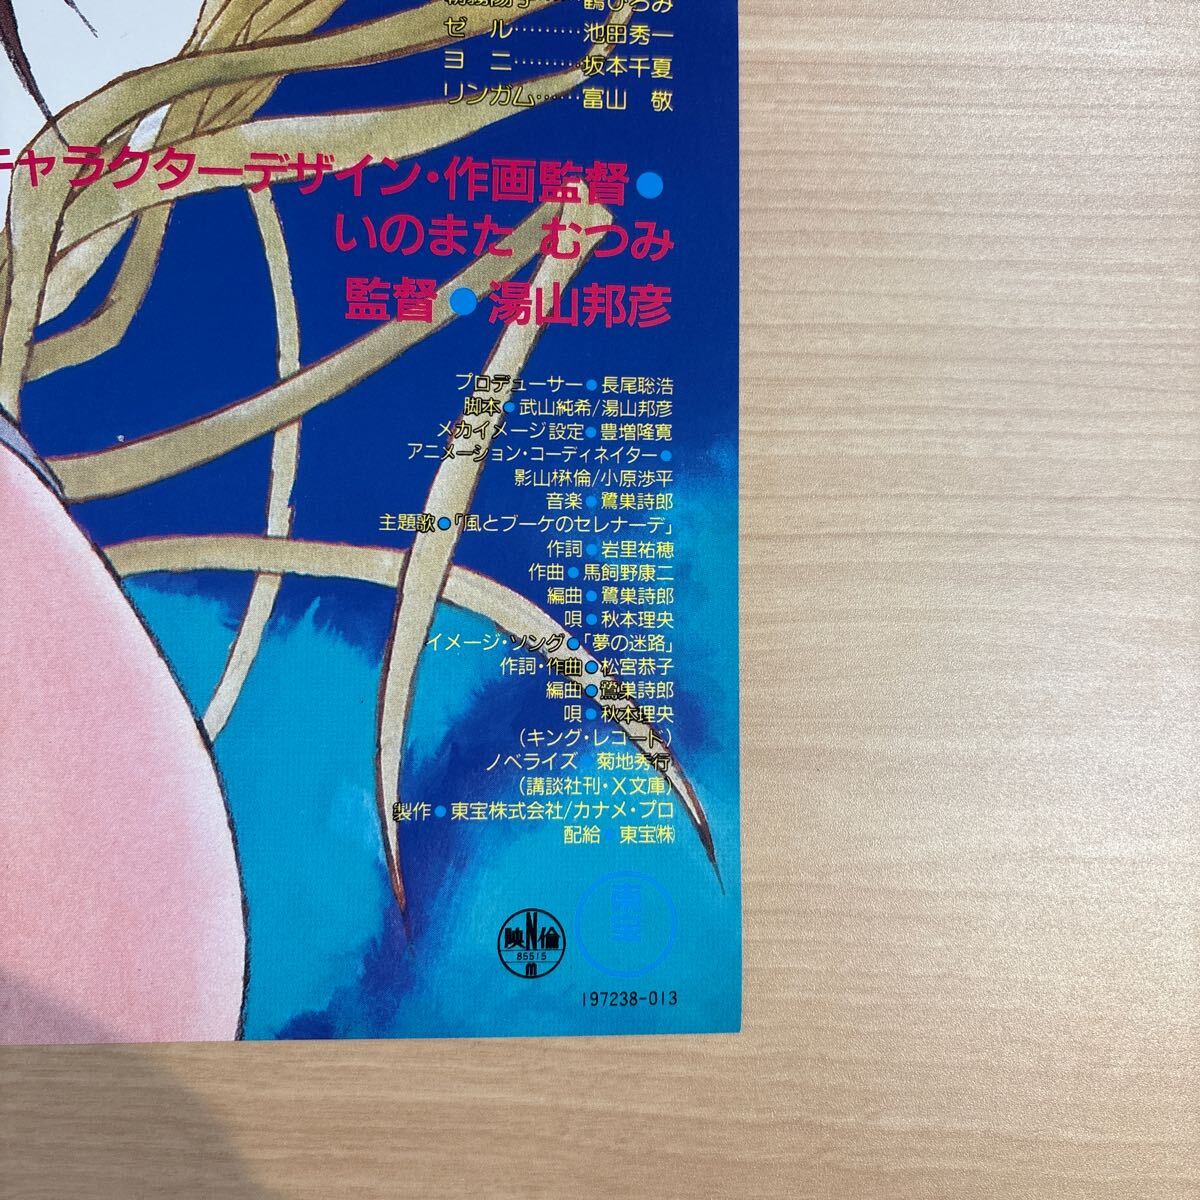 鶴ひろみ
ゼル………池田秀一
ヨニ………坂本千夏
リンガム……富山 敬
キャラクターデザイン・作画監督●
いのまた むつみ
監督●湯山邦彦
プロデューサー●長尾聡浩
脚本●武山純希/湯山邦彦
メカイメージ設定●豊増隆寛
アニメーション・コーディネイター●
影山楙倫/小原渉平
音楽●鷺巣詩郎
主題歌●「風とブーケのセレナーデ」
作詞●岩里祐穂
作曲●馬飼野康二
編曲●鷺巣詩郎
唄●秋本理央
イメージ・ソング●「夢の迷路」
作詞・作曲●松宮恭子
編曲●鷺巣詩郎
唄●秋本理央
(キング・レコード)
ノベライズ 菊地秀行
(講談社刊・X文庫)
製作●東宝株式会社/カナメ・プロ
配給●東宝㈱
東宝
映N倫
85515
m
197238-013